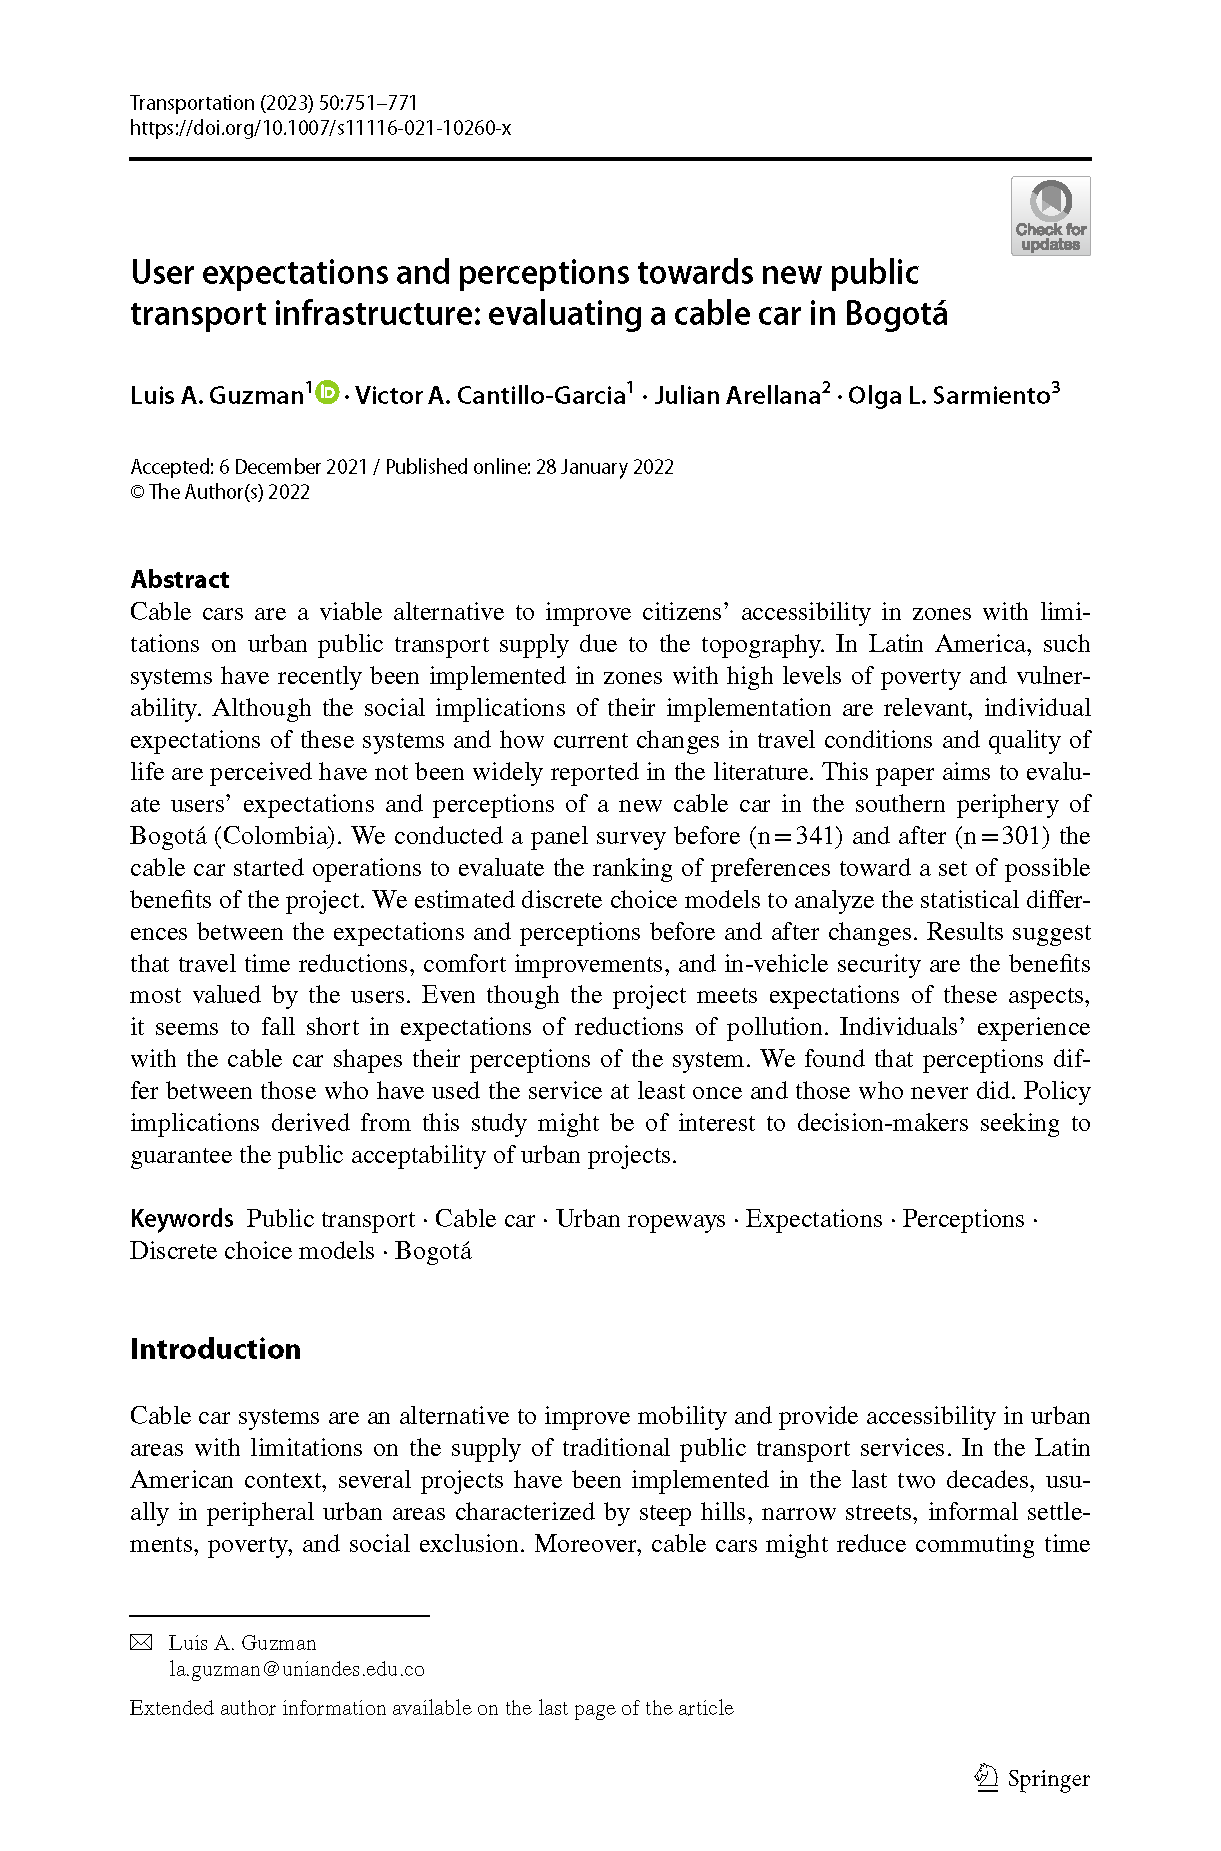 Transportation (2023) 50:751–771
https://doi.org/10.1007/s11116-021-10260-x
Check for
updates
User expectations and perceptions towards new public
transport infrastructure: evaluating a cable car in Bogotá
Luis A. Guzman1 iD · Victor A. Cantillo-Garcia1 · Julian Arellana2 · Olga L. Sarmiento3
Accepted: 6 December 2021 / Published online: 28 January 2022
© The Author(s) 2022
Abstract
Cable cars are a viable alternative to improve citizens’ accessibility in zones with limi-
tations on urban public transport supply due to the topography. In Latin America, such
systems have recently been implemented in zones with high levels of poverty and vulner-
ability. Although the social implications of their implementation are relevant, individual
expectations of these systems and how current changes in travel conditions and quality of
life are perceived have not been widely reported in the literature. This paper aims to evalu-
ate users’ expectations and perceptions of a new cable car in the southern periphery of
Bogotá (Colombia). We conducted a panel survey before (n = 341) and after (n = 301) the
cable car started operations to evaluate the ranking of preferences toward a set of possible
benefits of the project. We estimated discrete choice models to analyze the statistical differ-
ences between the expectations and perceptions before and after changes. Results suggest
that travel time reductions, comfort improvements, and in-vehicle security are the benefits
most valued by the users. Even though the project meets expectations of these aspects,
it seems to fall short in expectations of reductions of pollution. Individuals’ experience
with the cable car shapes their perceptions of the system. We found that perceptions dif-
fer between those who have used the service at least once and those who never did. Policy
implications derived from this study might be of interest to decision-makers seeking to
guarantee the public acceptability of urban projects.
Keywords Public transport · Cable car · Urban ropeways · Expectations · Perceptions ·
Discrete choice models · Bogotá
Introduction
Cable car systems are an alternative to improve mobility and provide accessibility in urban
areas with limitations on the supply of traditional public transport services. In the Latin
American context, several projects have been implemented in the last two decades, usu-
ally in peripheral urban areas characterized by steep hills, narrow streets, informal settle-
ments, poverty, and social exclusion. Moreover, cable cars might reduce commuting time
Luis A. Guzman
la.guzman@uniandes.edu.co
Extended author information available on the last page of the article
Springer